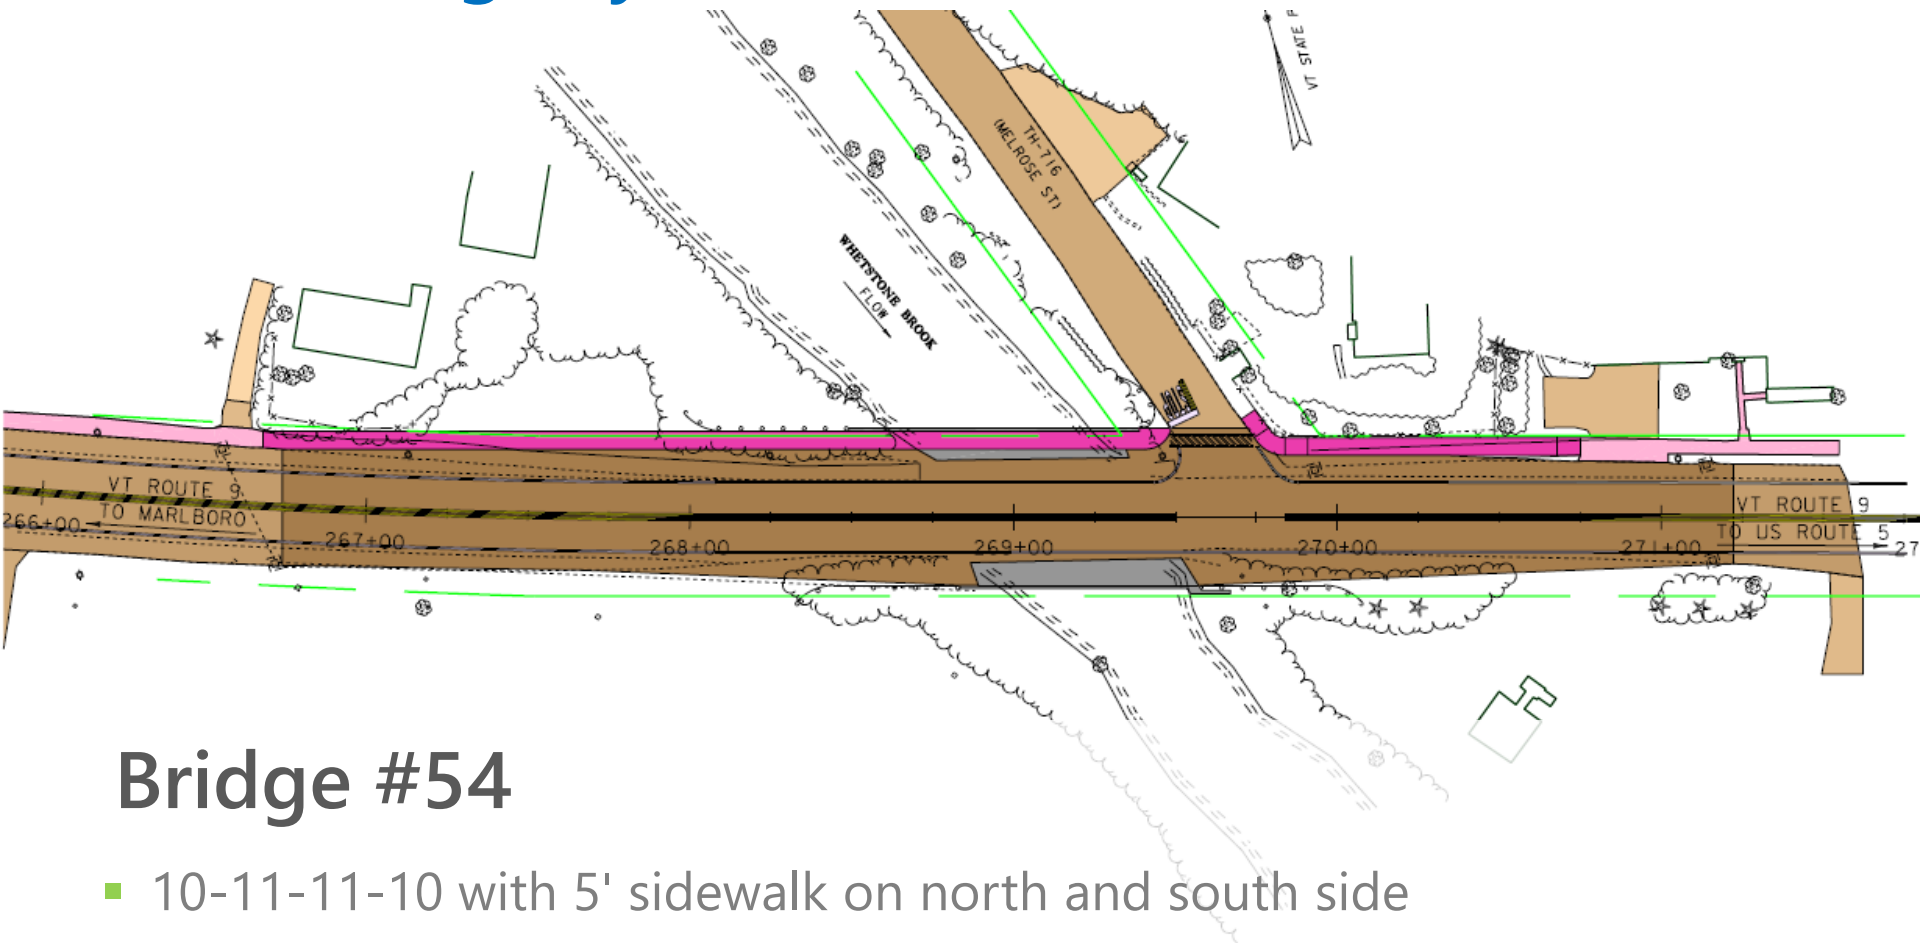 VT STATE
TH-716
(MELROSE ST)
WHETSTONE BROOK
FLOW
VT ROUTE 9
TO MARLBORO
266+00
267+00
268+00
269+00
270+00
271+00
VT ROUTE 9
TO US ROUTE 5
27
Bridge #54
▪ 10-11-11-10 with 5' sidewalk on north and south side